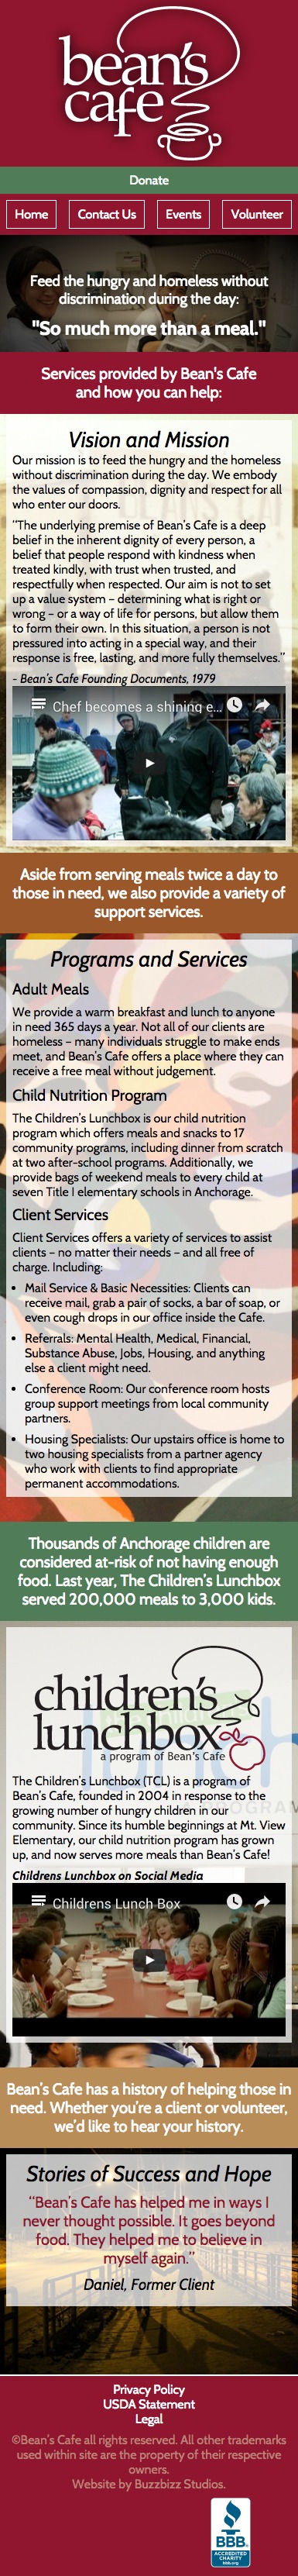 bean's
cafe
Donate
Home Contact Us Events Volunteer
Feed the hungry and homeless without
discrimination during the day:
"So much more than a meal."
Services provided by Bean's Cafe
and how you can help:
Vision and Mission
Our mission is to feed the hungry and the homeless
without discrimination during the day. We embody
the values of compassion, dignity and respect for all
who enter our doors.
"The underlying premise of Bean's Cafe is a deep
belief in the inherent dignity of every person, a
belief that people respond with kindness when
treated kindly, with trust when trusted, and
respectfully when respected. Our aim is not to set
up a value system – determining what is right or
wrong – or a way of life for persons, but allow them
to form their own. In this situation, a person is not
pressured into acting in a special way, and their
response is free, lasting, and more fully themselves."
- Bean's Cafe Founding Documents, 1979
Chef becomes a shining e...
Aside from serving meals twice a day to
those in need, we also provide a variety of
support services.
Programs and Services
Adult Meals
We provide a warm breakfast and lunch to anyone
in need 365 days a year. Not all of our clients are
homeless – many individuals struggle to make ends
meet, and Bean's Cafe offers a place where they can
receive a free meal without judgement.
Child Nutrition Program
The Children's Lunchbox is our child nutrition
program which offers meals and snacks to 17
community programs, including dinner from scratch
at two after-school programs. Additionally, we
provide bags of weekend meals to every child at
seven Title I elementary schools in Anchorage.
Client Services
Client Services offers a variety of services to assist
clients – no matter their needs – and all free of
charge. Including:
• Mail Service & Basic Necessities: Clients can
receive mail, grab a pair of socks, a bar of soap, or
even cough drops in our office inside the Cafe.
• Referrals: Mental Health, Medical, Financial,
Substance Abuse, Jobs, Housing, and anything
else a client might need.
• Conference Room: Our conference room hosts
group support meetings from local community
partners.
• Housing Specialists: Our upstairs office is home to
two housing specialists from a partner agency
who work with clients to find appropriate
permanent accommodations.
Thousands of Anchorage children are
considered at-risk of not having enough
food. Last year, The Children's Lunchbox
served 200,000 meals to 3,000 kids.
children's
lunchbox
a program of Bean's Cafe
The Children's Lunchbox (TCL) is a program of
Bean's Cafe, founded in 2004 in response to the
growing number of hungry children in our
community. Since its humble beginnings at Mt. View
Elementary, our child nutrition program has grown
up, and now serves more meals than Bean's Cafe!
Childrens Lunchbox on Social Media
Childrens Lunch Box
Bean's Cafe has a history of helping those in
need. Whether you're a client or volunteer,
we'd like to hear your history.
Stories of Success and Hope
"Bean's Cafe has helped me in ways I
never thought possible. It goes beyond
food. They helped me to believe in
myself again."
Daniel, Former Client
Privacy Policy
USDA Statement
Legal
©Bean's Cafe all rights reserved. All other trademarks
used within site are the property of their respective
owners.
Website by Buzzbizz Studios.
BBB
ACCREDITED
CHARITY
bbb.org